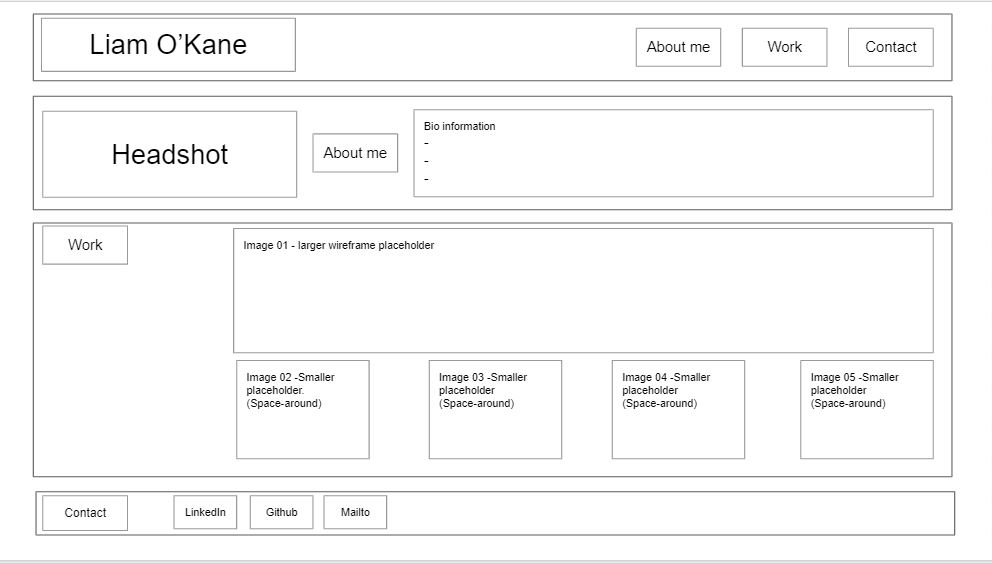 Liam O’Kane
About me
Work
Contact
Headshot
About me
Bio information
-
-
-
Work
Image 01 - larger wireframe placeholder
Image 02 -Smaller
placeholder.
(Space-around)
Image 03 -Smaller
placeholder
(Space-around)
Image 04 -Smaller
placeholder
(Space-around)
Image 05 -Smaller
placeholder
(Space-around)
Contact
LinkedIn
Github
Mailto